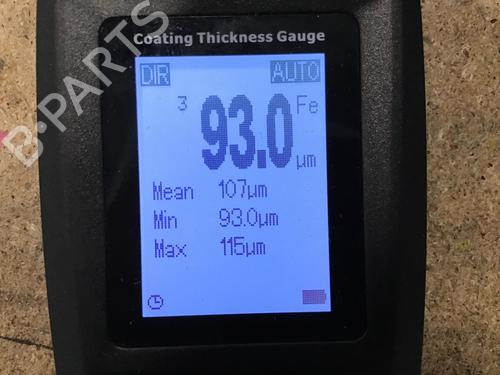 Coating Thickness Gauge
DIR AUTO
3 93.0 Fe µm
Mean 107µm
Min 93.0µm
Max 115µm
B-PARTS